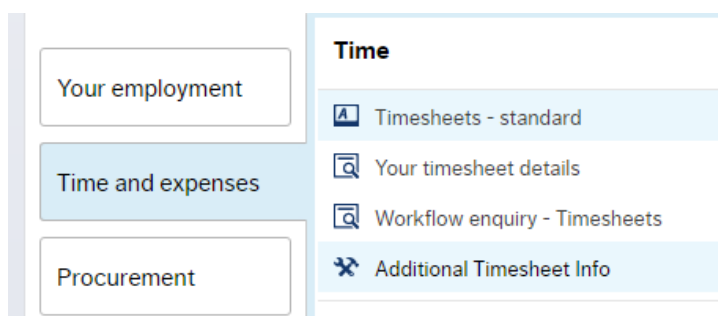 Your employment
Time and expenses
Procurement
Time
Timesheets - standard
Your timesheet details
Workflow enquiry - Timesheets
Additional Timesheet Info